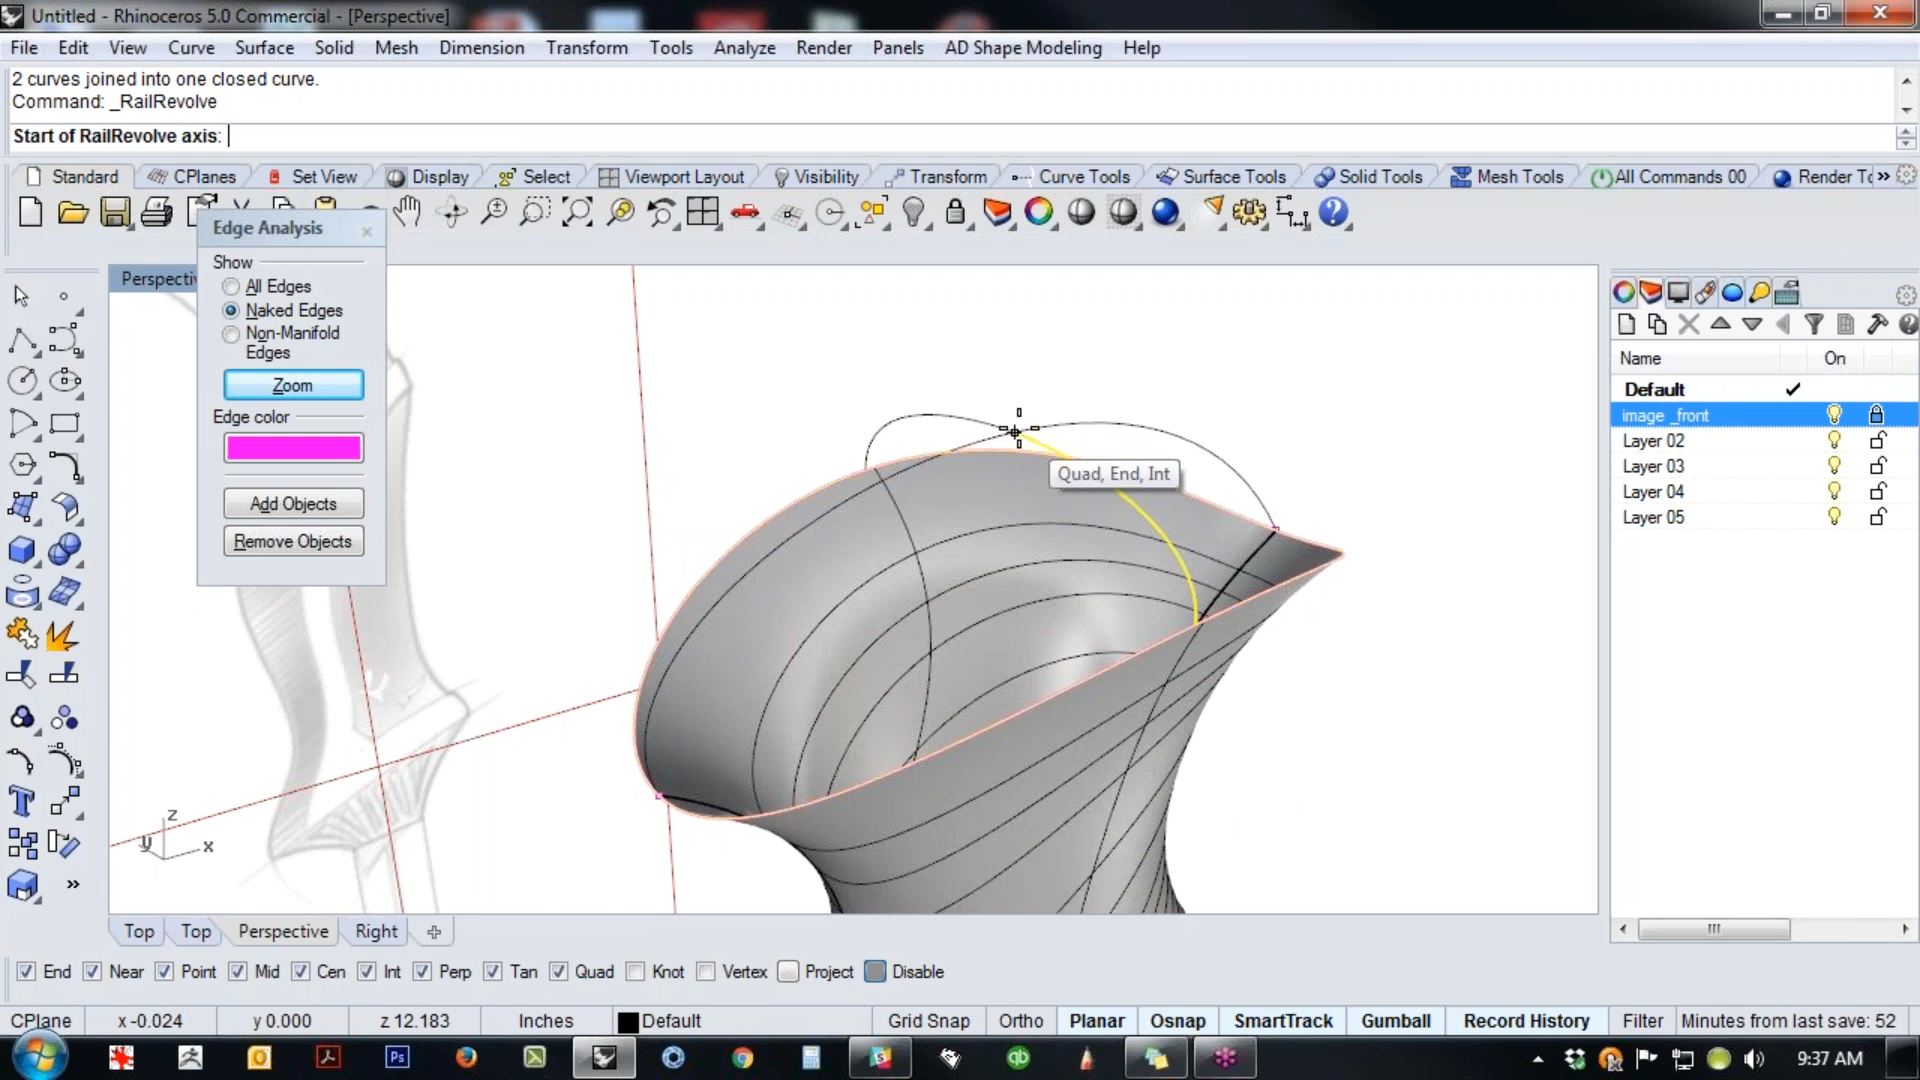 Untitled - Rhinoceros 5.0 Commercial - [Perspective]
File Edit View Curve Surface Solid Mesh Dimension Transform Tools Analyze Render Panels AD Shape Modeling Help
2 curves joined into one closed curve.
Command: _RailRevolve
Start of RailRevolve axis:
Standard CPlanes Set View Display Select Viewport Layout Visibility Transform Curve Tools Surface Tools Solid Tools Mesh Tools All Commands 00 Render To »
Edge Analysis
Show
All Edges
Naked Edges
Non-Manifold
Edges
Zoom
Edge color
Add Objects
Remove Objects
Perspectiv
Quad, End, Int
z
y x
Name On
Default
image _front
Layer 02
Layer 03
Layer 04
Layer 05
Top Top Perspective Right
End Near Point Mid Cen Int Perp Tan Quad Knot Vertex Project Disable
CPlane x -0.024 y 0.000 z 12.183 Inches Default Grid Snap Ortho Planar Osnap SmartTrack Gumball Record History Filter Minutes from last save: 52
Ps
qb
9:37 AM